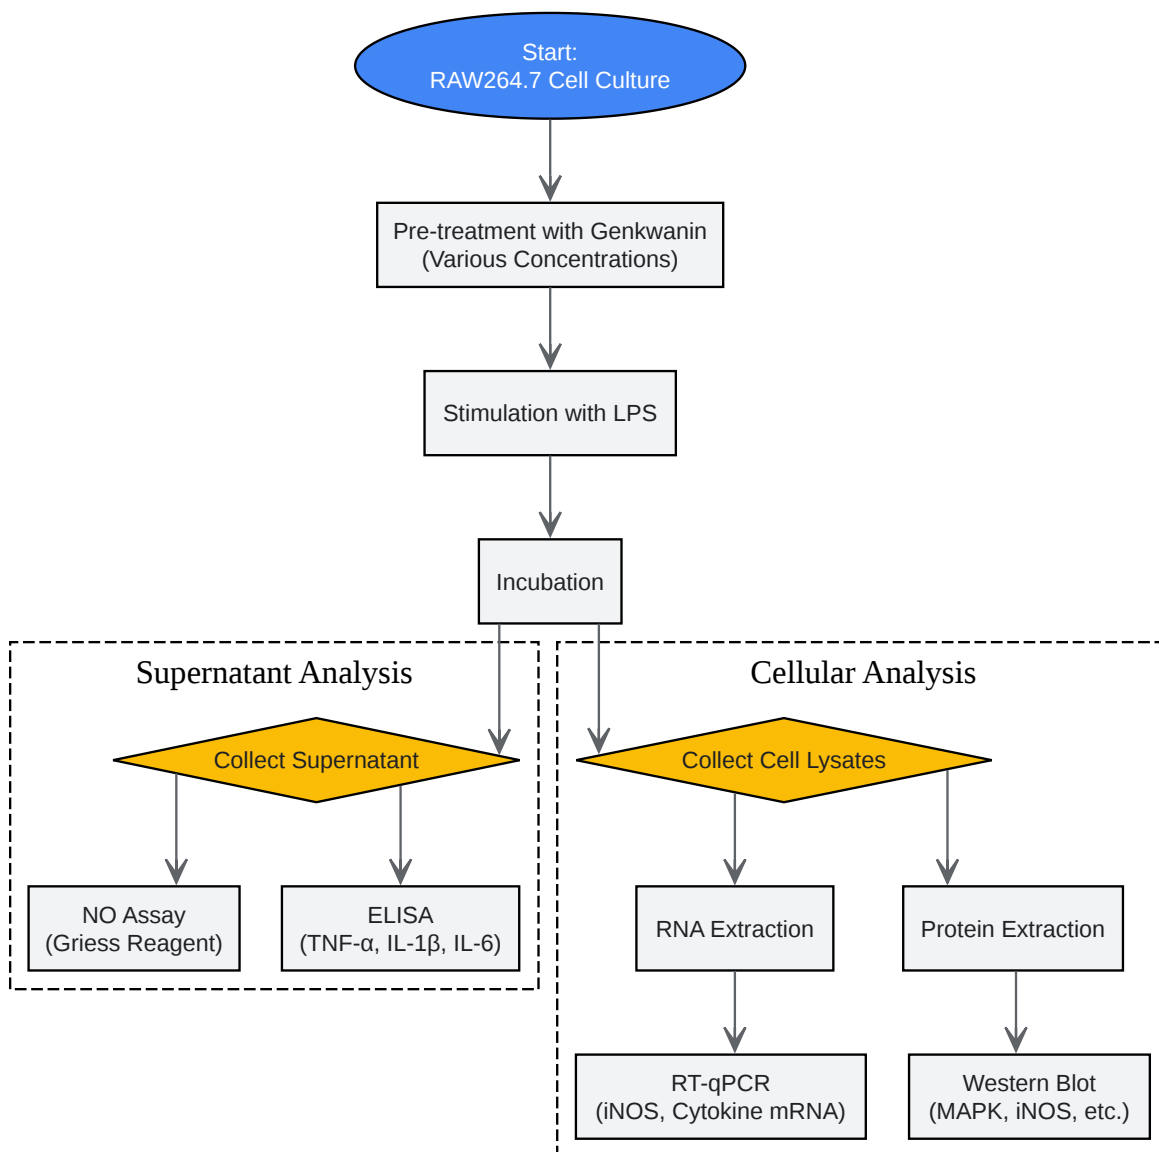 Start:
RAW264.7 Cell Culture
Pre-treatment with Genkwanin
(Various Concentrations)
Stimulation with LPS
Incubation
Supernatant Analysis
Collect Supernatant
NO Assay
(Griess Reagent)
ELISA
(TNF-α, IL-1β, IL-6)
Cellular Analysis
Collect Cell Lysates
RNA Extraction
Protein Extraction
RT-qPCR
(iNOS, Cytokine mRNA)
Western Blot
(MAPK, iNOS, etc.)